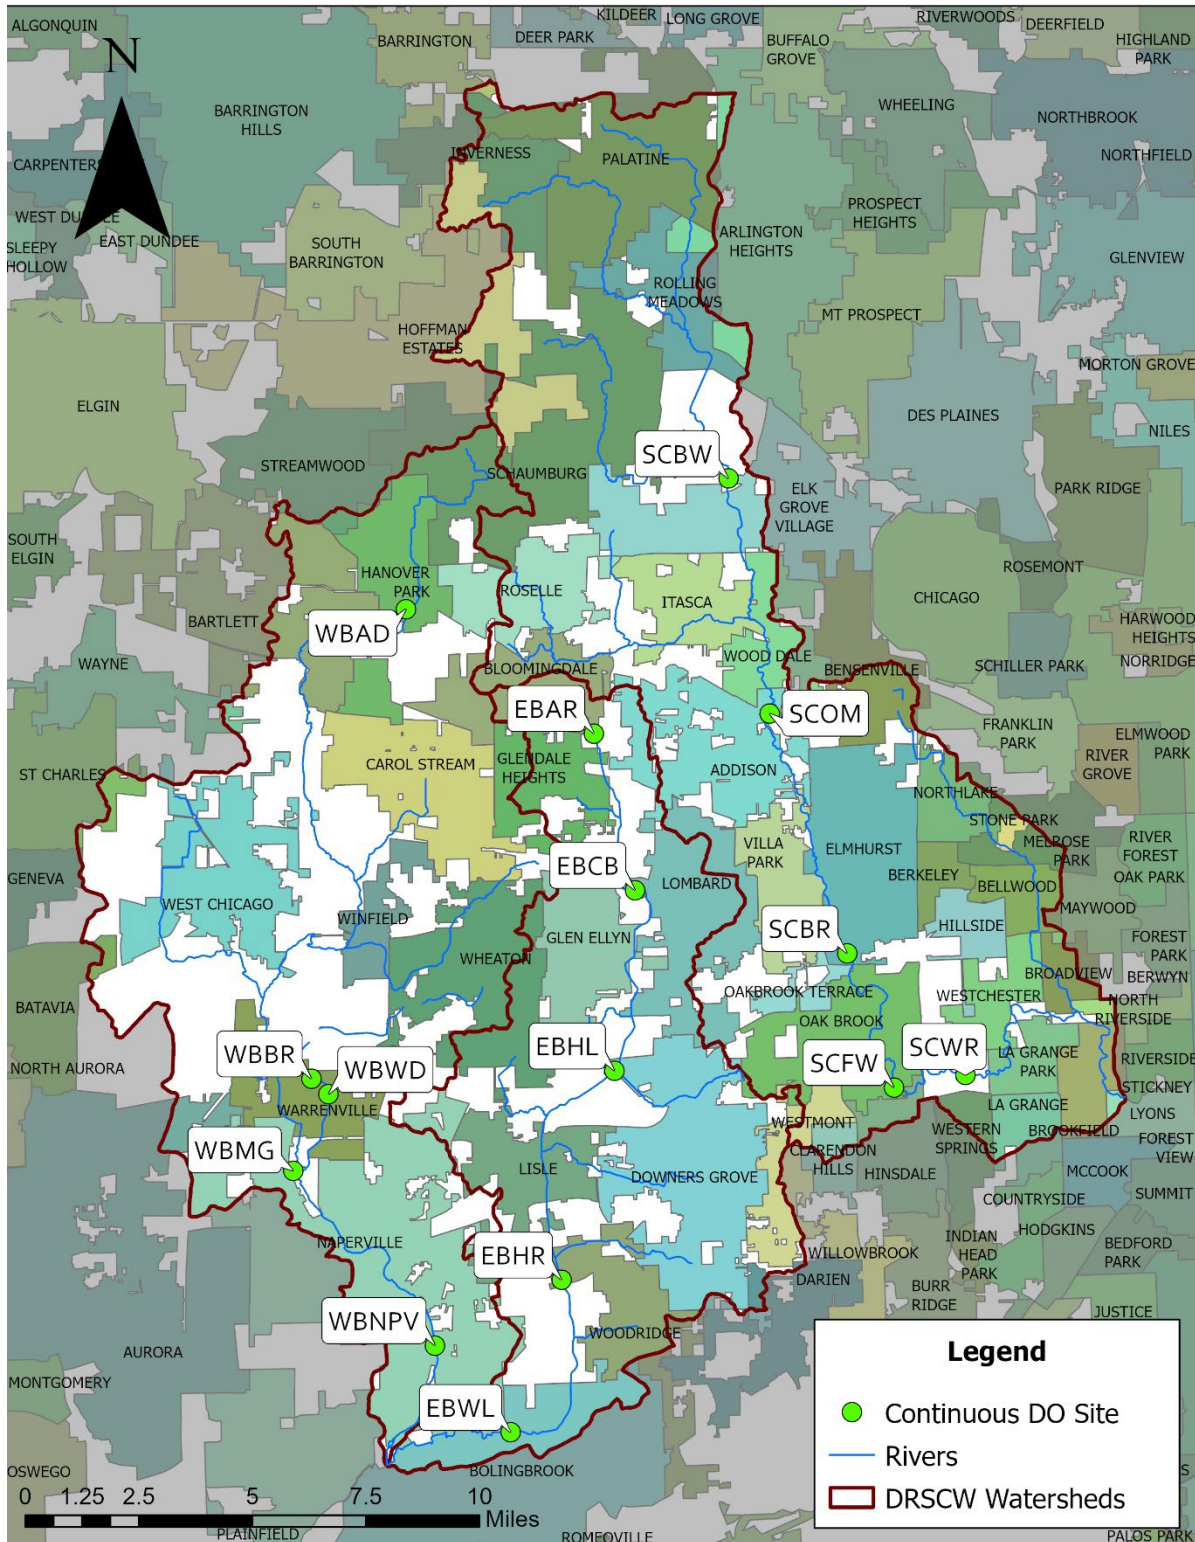 ALGONQUIN
KILDEER
LONG GROVE
RIVERWOODS
DEERFIELD
BARRINGTON
DEER PARK
BUFFALO
GROVE
HIGHLAND
PARK
N
BARRINGTON
HILLS
WHEELING
NORTHBROOK
CARPENTERS
INVERNESS
PALATINE
NORTHFIELD
WEST DUNDEE
EAST DUNDEE
SLEEPY
HOLLOW
SOUTH
BARRINGTON
PROSPECT
HEIGHTS
ARLINGTON
HEIGHTS
GLENVIEW
ROLLING
MEADOWS
HOFFMAN
ESTATES
MT PROSPECT
MORTON GROVE
ELGIN
DES PLAINES
NILES
SCBW
STREAMWOOD
SCHAUMBURG
ELK
GROVE
VILLAGE
PARK RIDGE
SOUTH
ELGIN
HANOVER
PARK
ROSELLE
ITASCA
ROSEMONT
CHICAGO
WBAD
BARTLETT
HARWOOD
HEIGHTS
NORRIDGE
WAYNE
BLOOMINGDALE
WOOD DALE
BENSENVILLE
SCHILLER PARK
EBAR
SCOM
FRANKLIN
PARK
ELMWOOD
PARK
ST CHARLES
CAROL STREAM
GLENDALE
HEIGHTS
ADDISON
RIVER
GROVE
NORTHLAKE
STONE PARK
MELROSE
PARK
VILLA
PARK
ELMHURST
RIVER
FOREST
OAK PARK
EBCB
GENEVA
LOMBARD
BERKELEY
BELLWOOD
WEST CHICAGO
WINFIELD
MAYWOOD
HILLSIDE
GLEN ELLYN
SCBR
WHEATON
FOREST
PARK
BERWYN
BROADVIEW
BATAVIA
OAKBROOK TERRACE
WESTCHESTER
NORTH
RIVERSIDE
OAK BROOK
WBBR
WBWD
EBHL
SCFW
SCWR
NORTH AURORA
LA GRANGE
PARK
RIVERSIDE
STICKNEY
WARRENVILLE
LA GRANGE
LYONS
WESTMONT
WESTERN
SPRINGS
BROOKFIELD
WBMG
CLARENDON
HILLS
FOREST
VIEW
LISLE
DOWNERS GROVE
HINSDALE
MCCOOK
SUMMIT
COUNTRYSIDE
NAPERVILLE
HODGKINS
EBHR
WILLOWBROOK
INDIAN
HEAD
PARK
BEDFORD
PARK
DARIEN
BURR
RIDGE
JUSTICE
WBNPV
WOODRIDGE
AURORA
MONTGOMERY
EBWL
BOLINGBROOK
OSWEGO
Legend
Continuous DO Site
Rivers
DRSCW Watersheds
0 1.25 2.5 5 7.5 10
Miles
PLAINFIELD
ROMEOVILLE
PALOS PARK